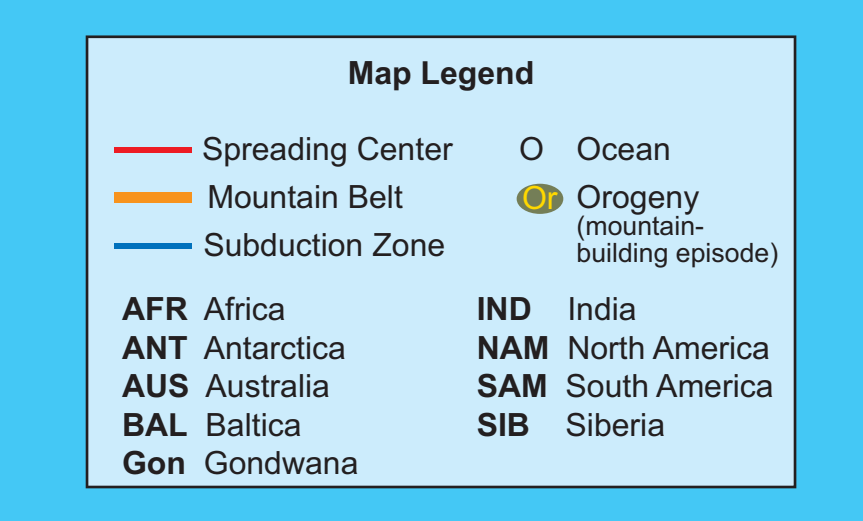 Map Legend
Spreading Center
Mountain Belt
Subduction Zone
O Ocean
Or Orogeny
(mountain-
building episode)
AFR Africa
ANT Antarctica
AUS Australia
BAL Baltica
Gon Gondwana
IND India
NAM North America
SAM South America
SIB Siberia